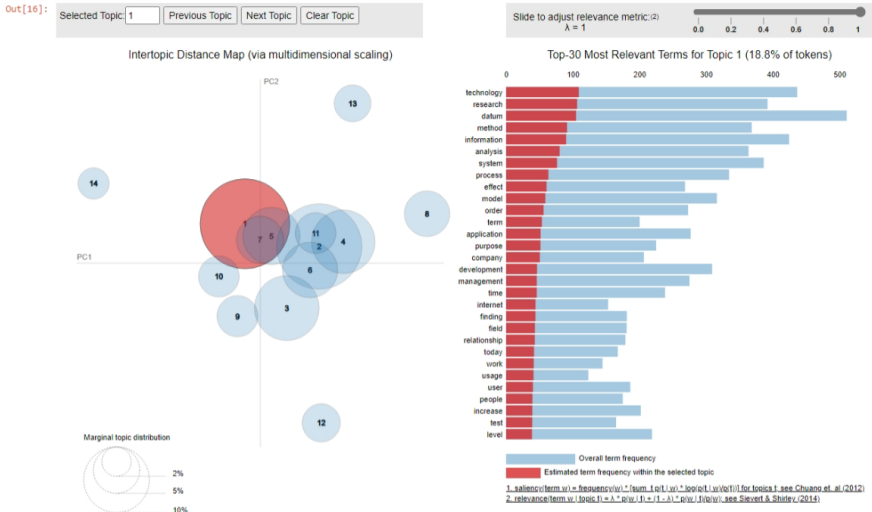 Out[16]:
Selected Topic: 1 Previous Topic Next Topic Clear Topic
Slide to adjust relevance metric:(2)
λ = 1
0.0 0.2 0.4 0.6 0.8 1
Intertopic Distance Map (via multidimensional scaling)
PC2
PC1
13
14
8
1
7
5
11
2
4
6
10
3
9
12
Marginal topic distribution
2%
5%
10%
Top-30 Most Relevant Terms for Topic 1 (18.8% of tokens)
0 100 200 300 400 500
technology
research
datum
method
information
analysis
system
process
effect
model
order
term
application
purpose
company
development
management
time
internet
finding
field
relationship
today
work
usage
user
people
increase
test
level
Overall term frequency
Estimated term frequency within the selected topic
1. saliency(term w) = frequency(w) * [sum_t p(t | w) * log(p(t | w)/p(t))] for topics t; see Chuang et. al (2012)
2. relevance(term w | topic t) = λ * p(w | t) + (1 - λ) * p(w | t)/p(w); see Sievert & Shirley (2014)